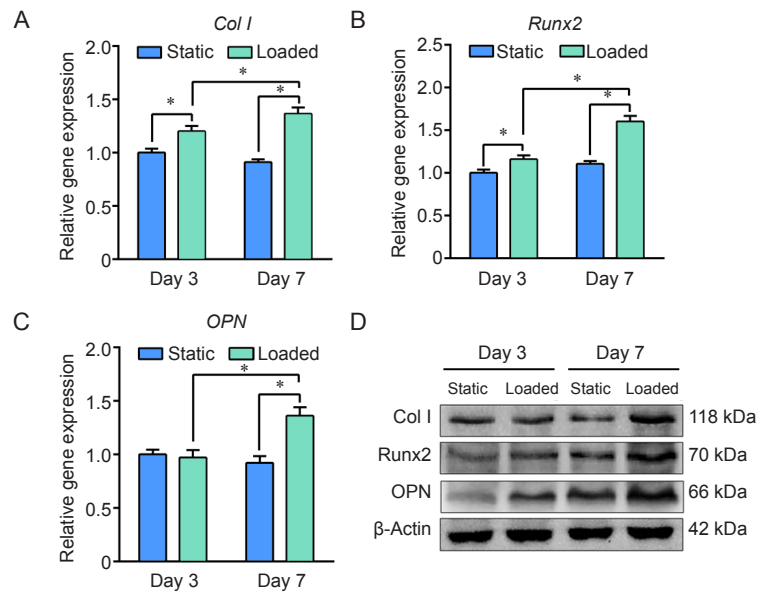 A
Col I
Static Loaded
Relative gene expression
2.0
1.5
1.0
0.5
0
*
*
*
Day 3 Day 7
B
Runx2
Static Loaded
Relative gene expression
2.5
2.0
1.5
1.0
0.5
0
*
*
*
Day 3 Day 7
C
OPN
Static Loaded
Relative gene expression
2.0
1.5
1.0
0.5
0
*
*
Day 3 Day 7
D
Day 3 Day 7
Static Loaded Static Loaded
Col I 118 kDa
Runx2 70 kDa
OPN 66 kDa
β-Actin 42 kDa